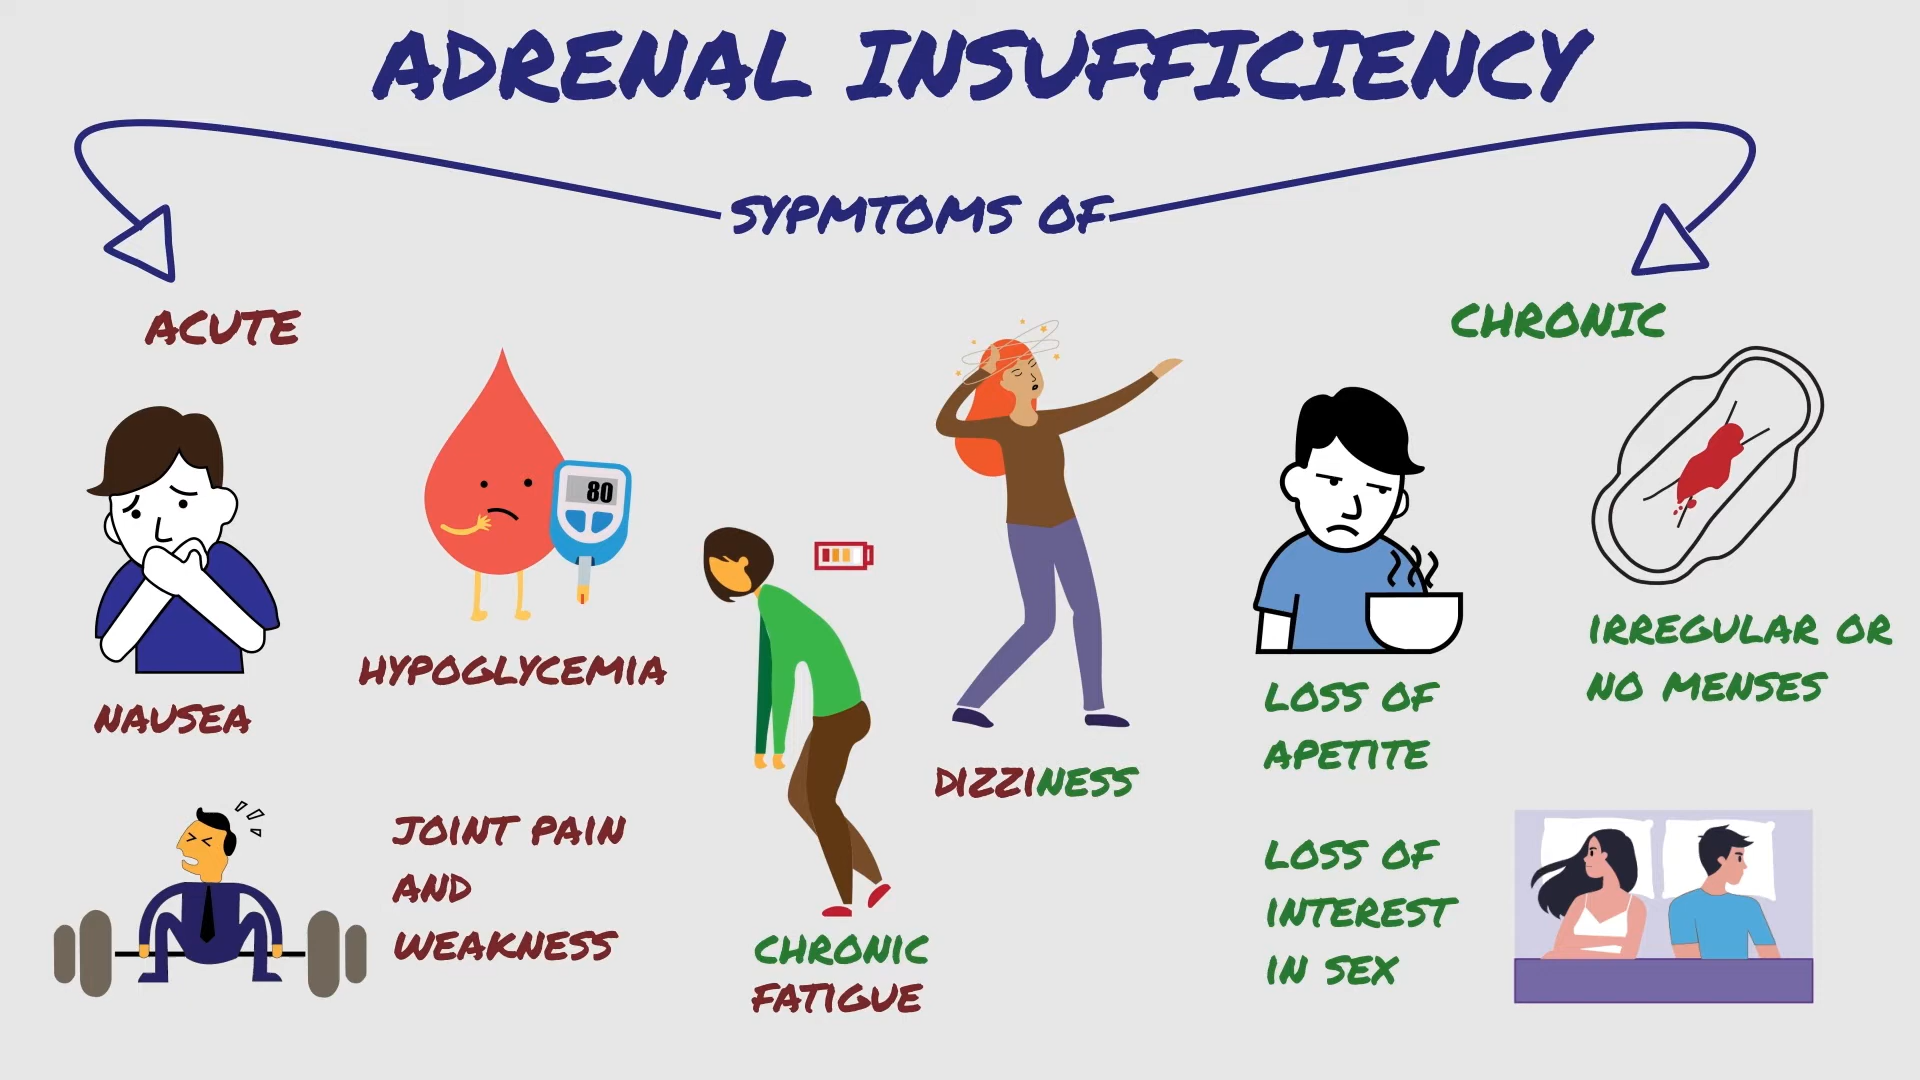 ADRENAL INSUFFICIENCY
SYPMTOMS OF
ACUTE
CHRONIC
80
NAUSEA
HYPOGLYCEMIA
JOINT PAIN
AND
WEAKNESS
CHRONIC
FATIGUE
DIZZINESS
LOSS OF
APETITE
IRREGULAR OR
NO MENSES
LOSS OF
INTEREST
IN SEX